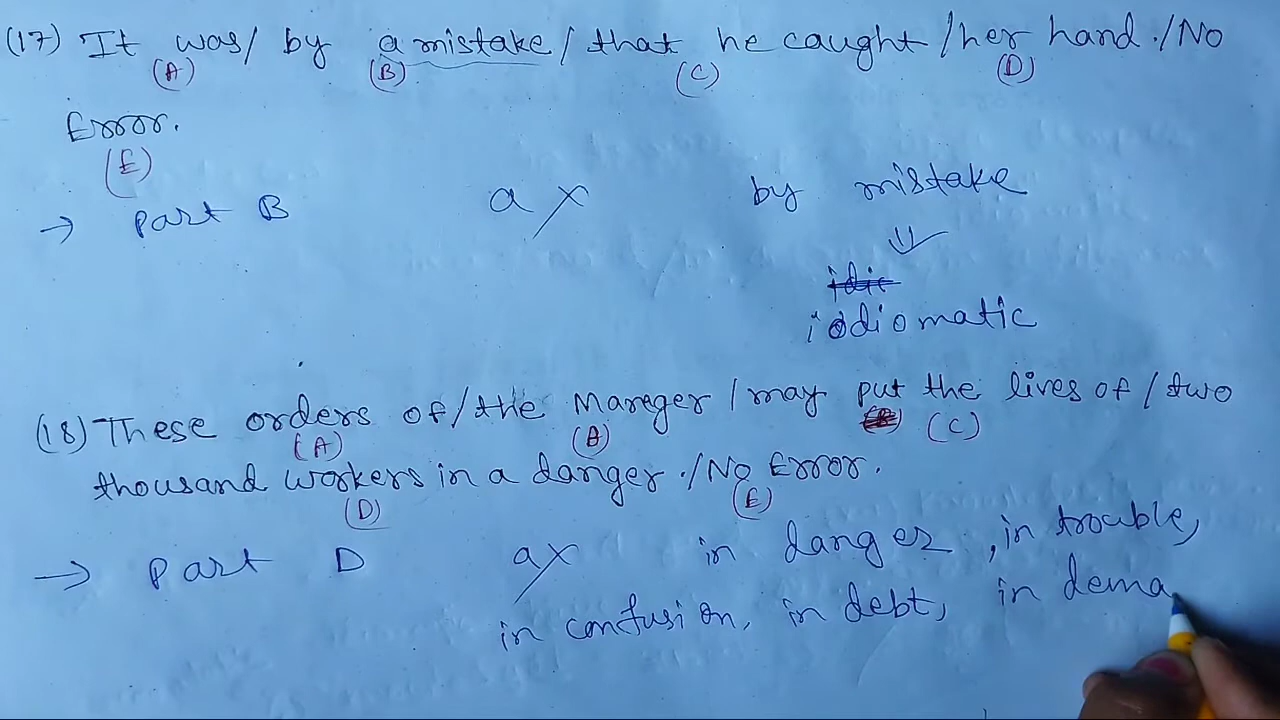 (17) It was / by a mistake / that he caught / her hand. / No
(A) (B) (C) (D)
Error.
(E)
→ Part B a × by mistake
⇓
idic
idiomatic
(18) These orders of / the Maneger / may put the lives of / two
(A) (B) (B) (C)
thousand workers in a danger. / No Error.
(D) (E)
→ Part D a × in danger, in trouble,
in confusion, in debt, in dema